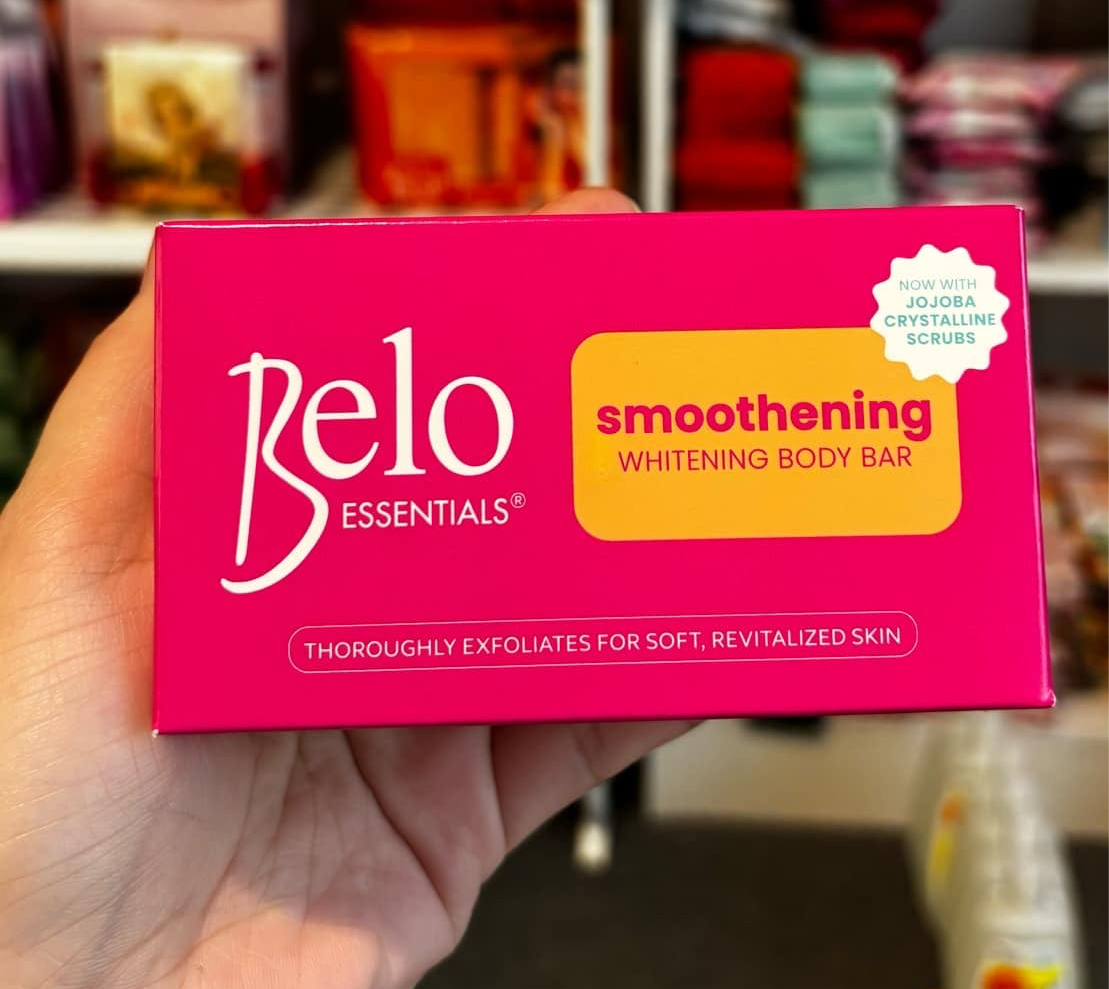 Belo
ESSENTIALS®
NOW WITH
JOJOBA
CRYSTALLINE
SCRUBS
smoothening
WHITENING BODY BAR
THOROUGHLY EXFOLIATES FOR SOFT, REVITALIZED SKIN